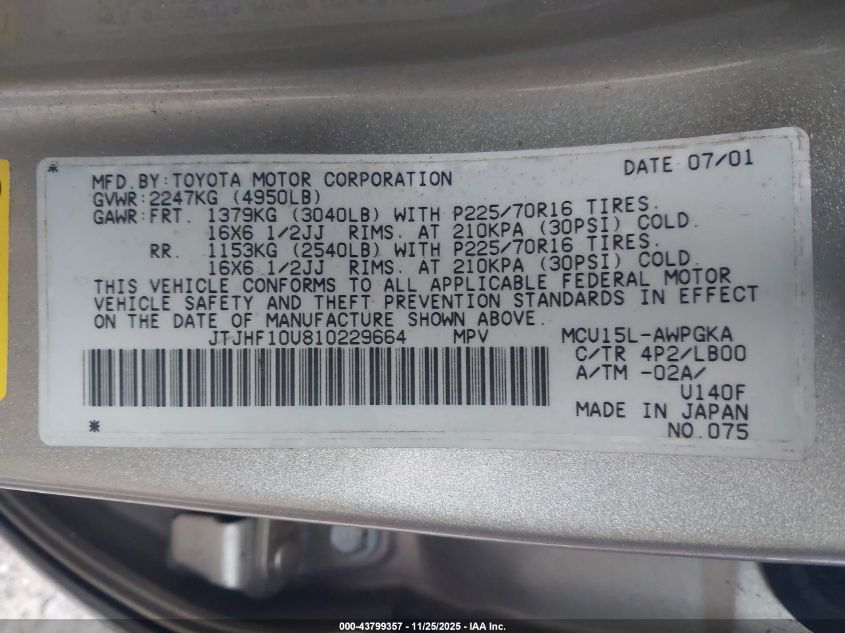 DATE 07/01
MFD.BY:TOYOTA MOTOR CORPORATION
GVWR:2247KG (4950LB)
GAWR:FRT. 1379KG (3040LB) WITH P225/70R16 TIRES.
16X6 1/2JJ RIMS. AT 210KPA (30PSI) COLD.
RR. 1153KG (2540LB) WITH P225/70R16 TIRES.
16X6 1/2JJ RIMS. AT 210KPA (30PSI) COLD.
THIS VEHICLE CONFORMS TO ALL APPLICABLE FEDERAL MOTOR
VEHICLE SAFETY AND THEFT PREVENTION STANDARDS IN EFFECT
ON THE DATE OF MANUFACTURE SHOWN ABOVE.
JTJHF10U810229664 MPV MCU15L-AWPGKA
C/TR 4P2/LB00
A/TM -02A/
U140F
MADE IN JAPAN
NO.075
000-43799357 - 11/25/2025 - IAA Inc.